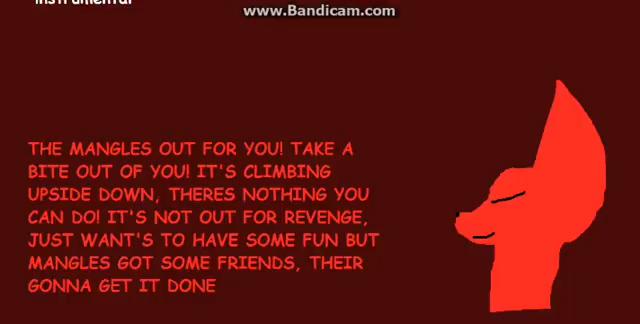 instrumental
www.Bandicam.com
THE MANGLES OUT FOR YOU! TAKE A
BITE OUT OF YOU! IT'S CLIMBING
UPSIDE DOWN, THERES NOTHING YOU
CAN DO! IT'S NOT OUT FOR REVENGE,
JUST WANT'S TO HAVE SOME FUN BUT
MANGLES GOT SOME FRIENDS, THEIR
GONNA GET IT DONE